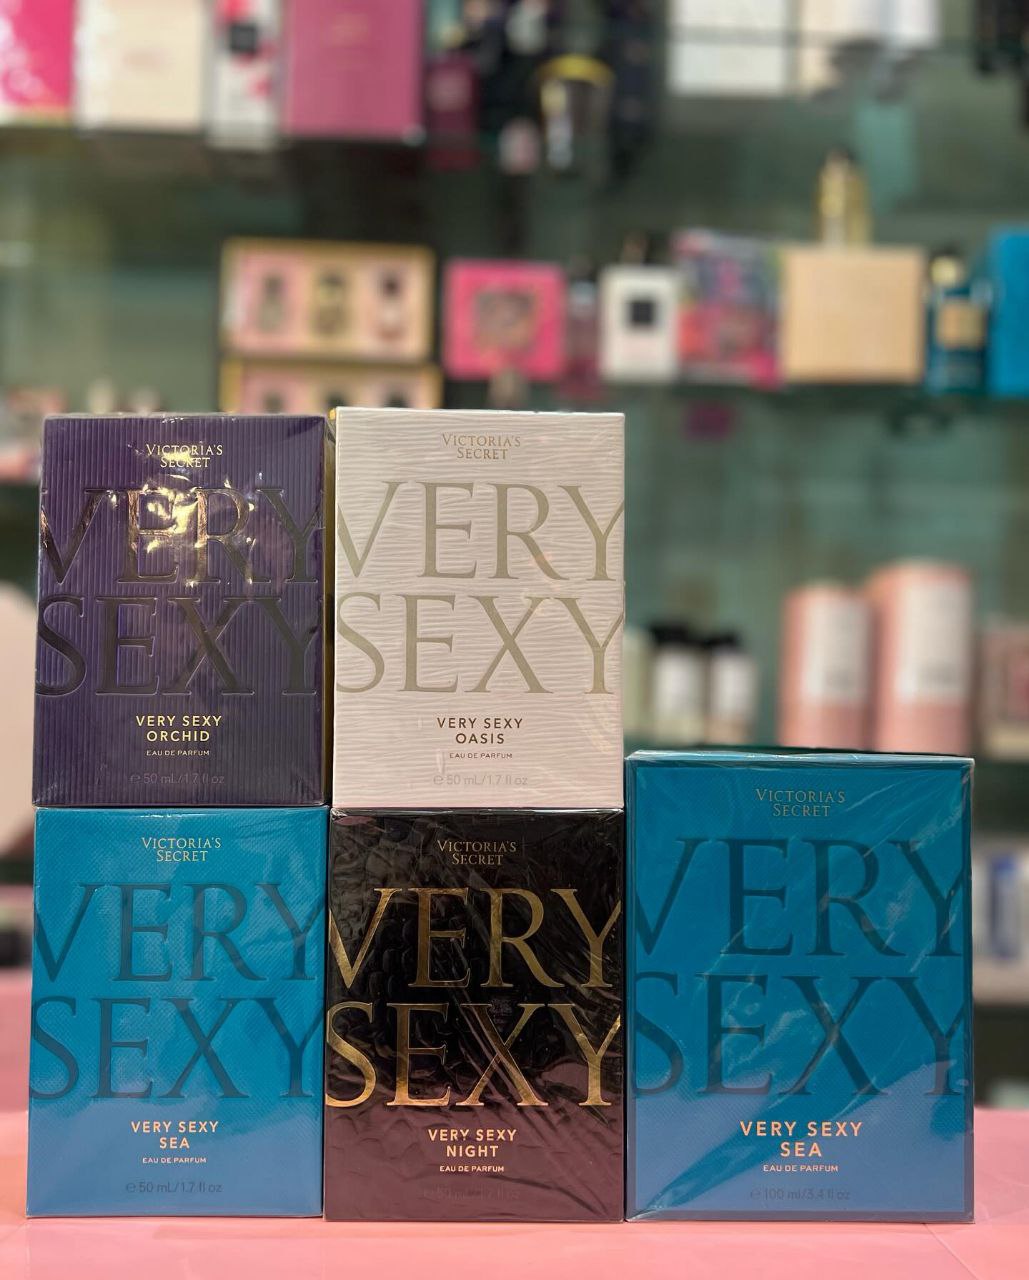 VICTORIA'S
SECRET
VERY
SEXY
VERY SEXY
ORCHID
EAU DE PARFUM
℮ 50 mL/1.7 fl oz
VICTORIA'S
SECRET
VERY
SEXY
VERY SEXY
OASIS
EAU DE PARFUM
℮ 50 mL/1.7 fl oz
VICTORIA'S
SECRET
VERY
SEXY
VERY SEXY
SEA
EAU DE PARFUM
℮ 50 mL/1.7 fl oz
VICTORIA'S
SECRET
VERY
SEXY
VERY SEXY
NIGHT
EAU DE PARFUM
VICTORIA'S
SECRET
VERY
SEXY
VERY SEXY
SEA
EAU DE PARFUM
℮ 100 ml/3.4 fl oz